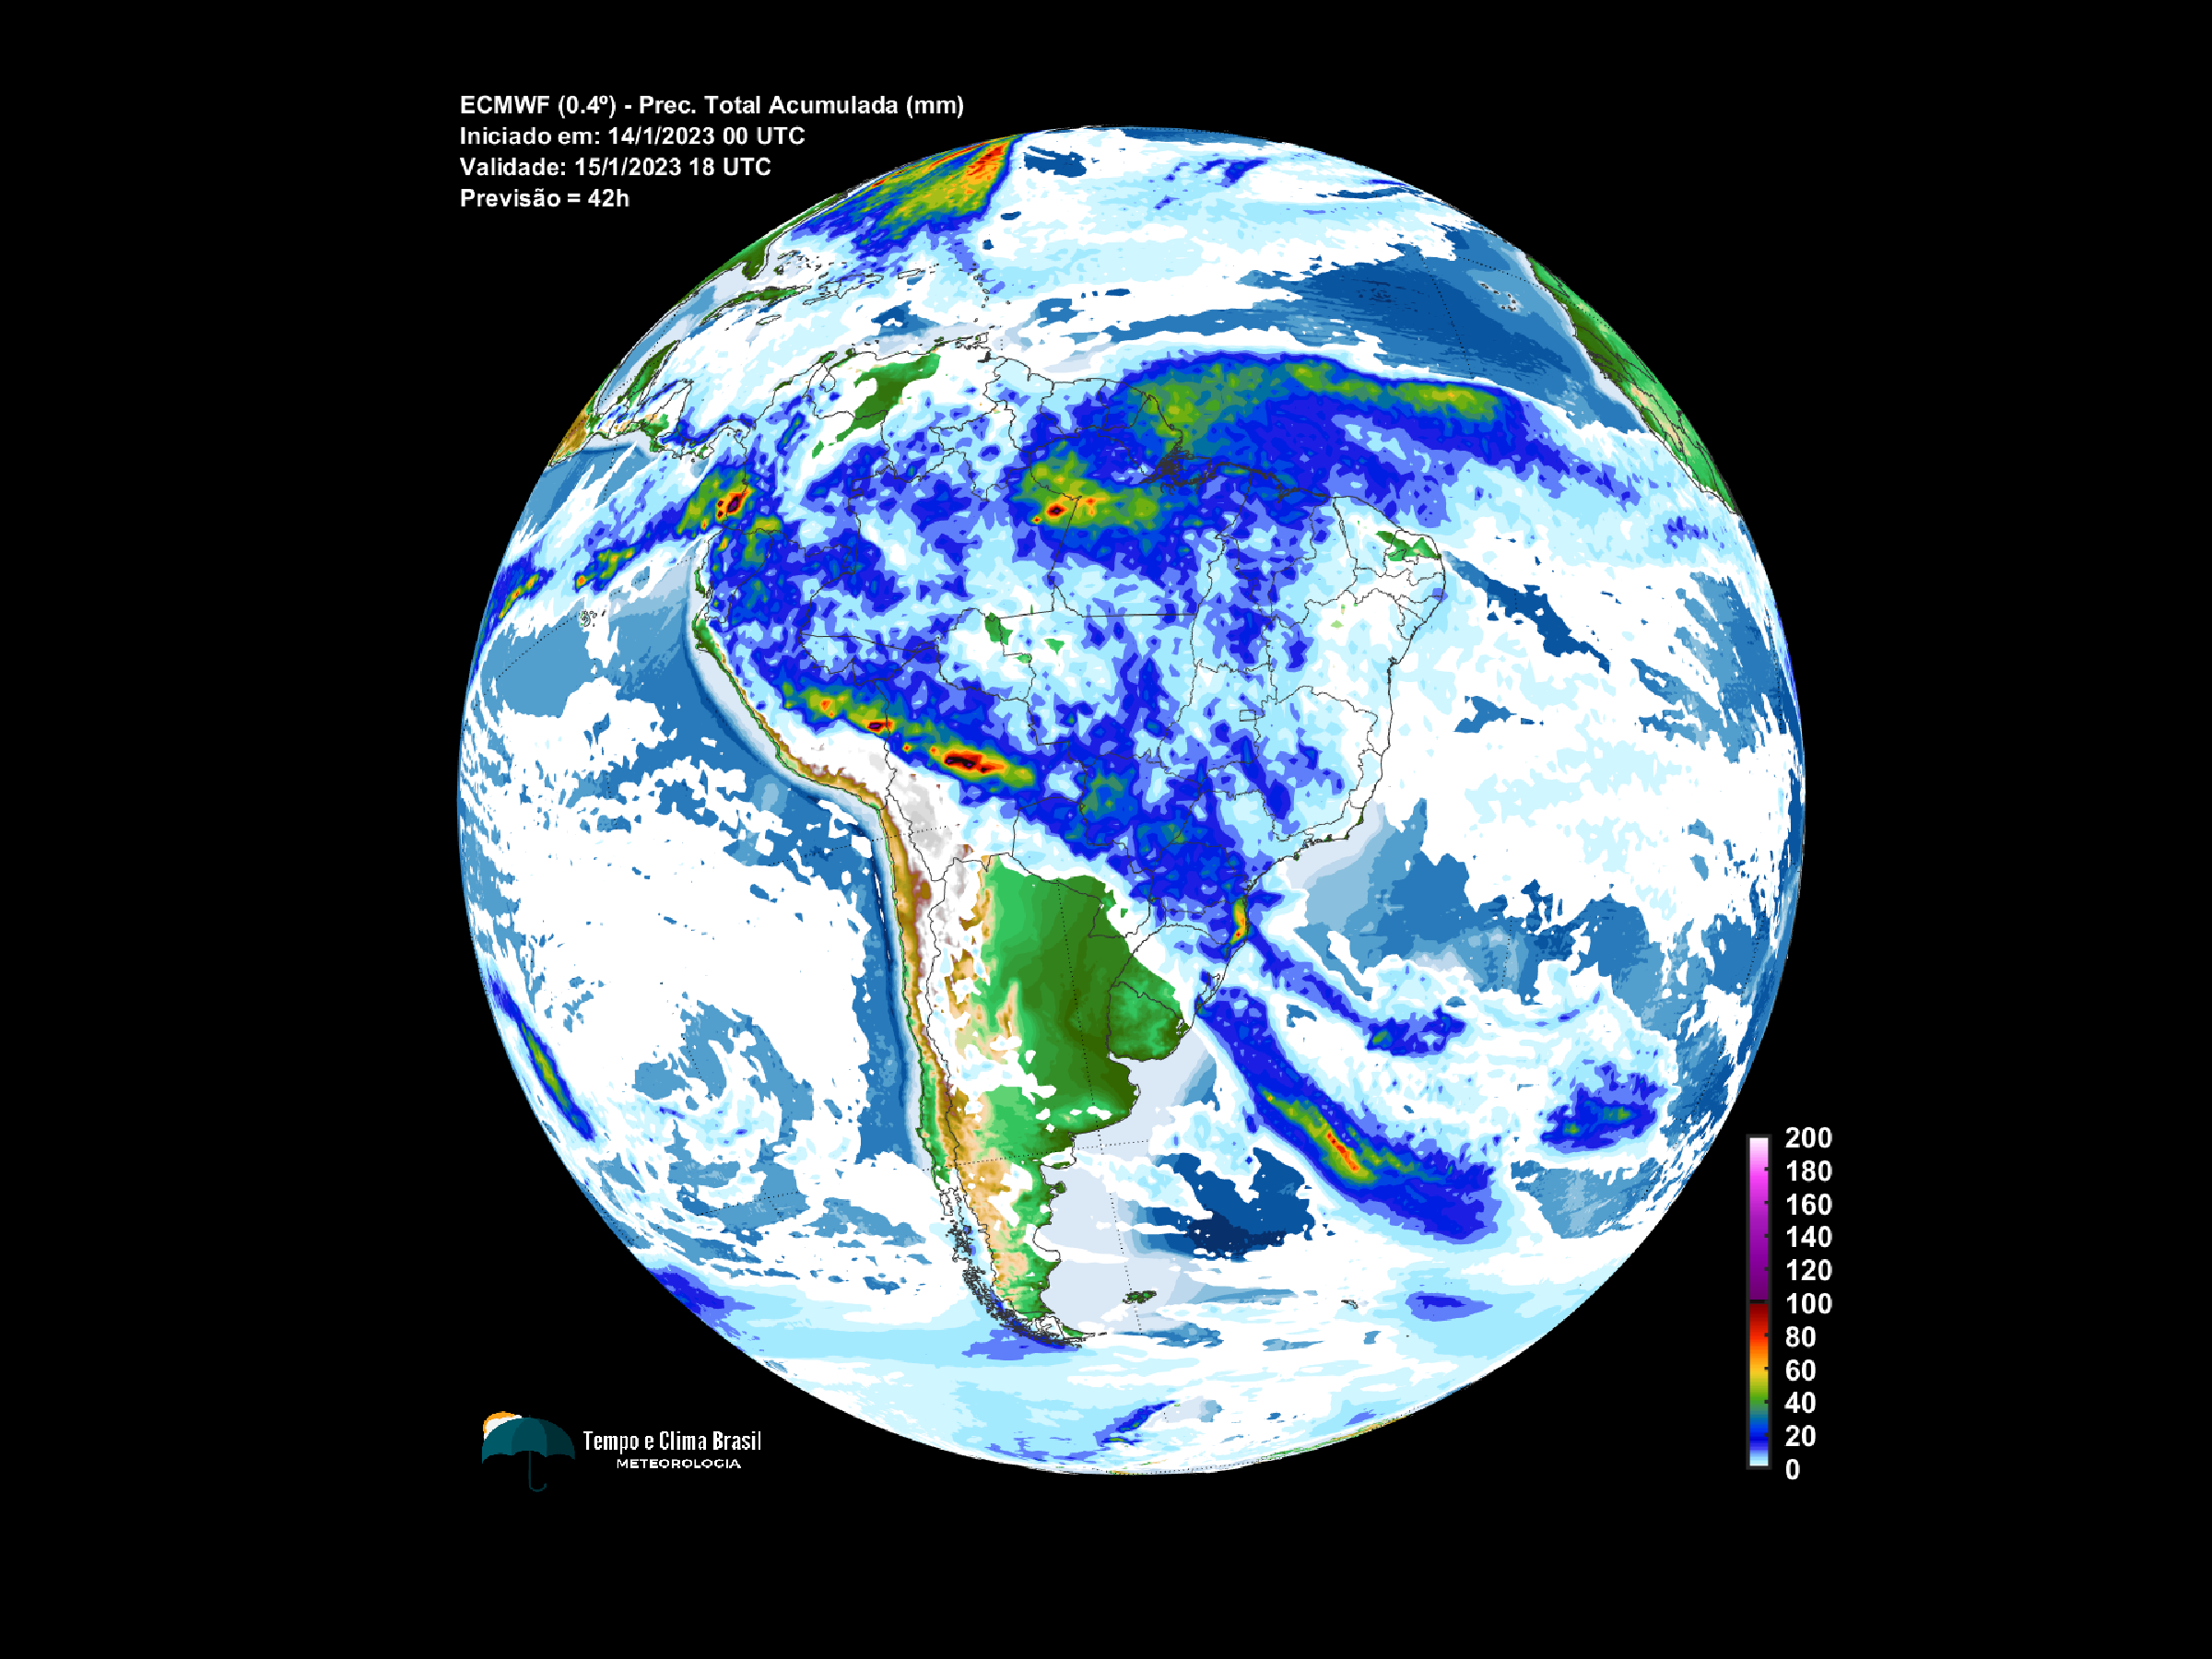 ECMWF (0.4º) - Prec. Total Acumulada (mm)
Iniciado em: 14/1/2023 00 UTC
Validade: 15/1/2023 18 UTC
Previsão = 42h
200
180
160
140
120
100
80
60
40
20
0
Tempo e Clima Brasil
METEOROLOGIA